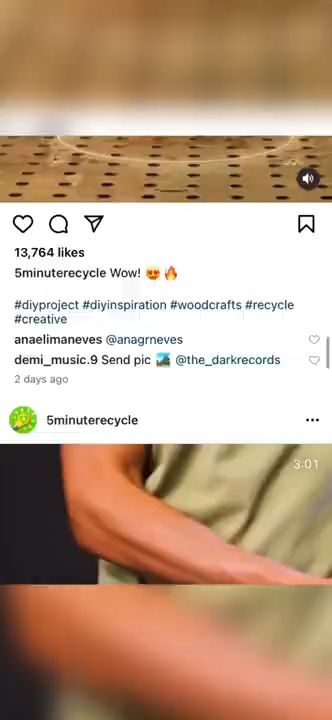 13,764 likes
5minuterecycle Wow! 😍🔥
#diyproject #diyinspiration #woodcrafts #recycle
#creative
anaelimaneves @anagrneves
demi_music.9 Send pic 🏞️ @the_darkrecords
2 days ago
5minuterecycle
3:01